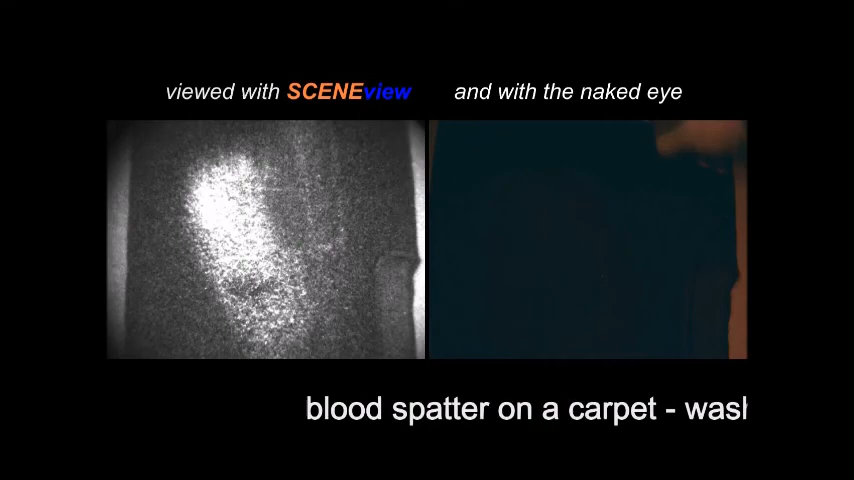 viewed with SCENEview and with the naked eye
blood spatter on a carpet -